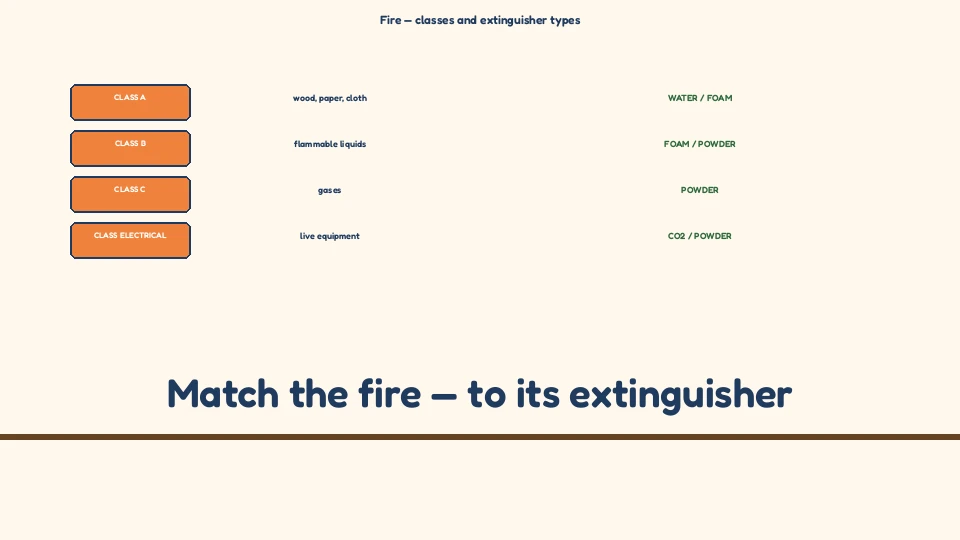 Fire — classes and extinguisher types
CLASS A wood, paper, cloth WATER / FOAM
CLASS B flammable liquids FOAM / POWDER
CLASS C gases POWDER
CLASS ELECTRICAL live equipment CO2 / POWDER
Match the fire — to its extinguisher